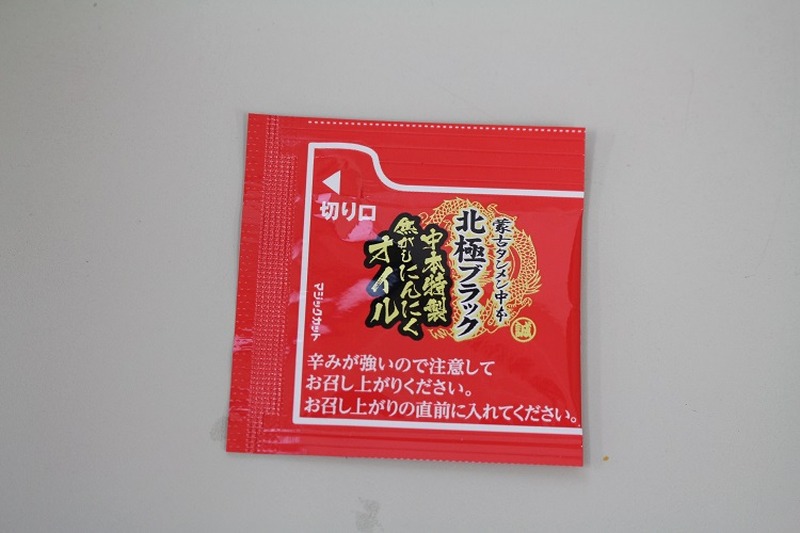 切り口
蒙古タンメン中本
誠
北極ブラック
中本特製
焦がしにんにく
オイル
マジックカット
辛みが強いので注意して
お召し上がりください。
お召し上がりの直前に入れてください。